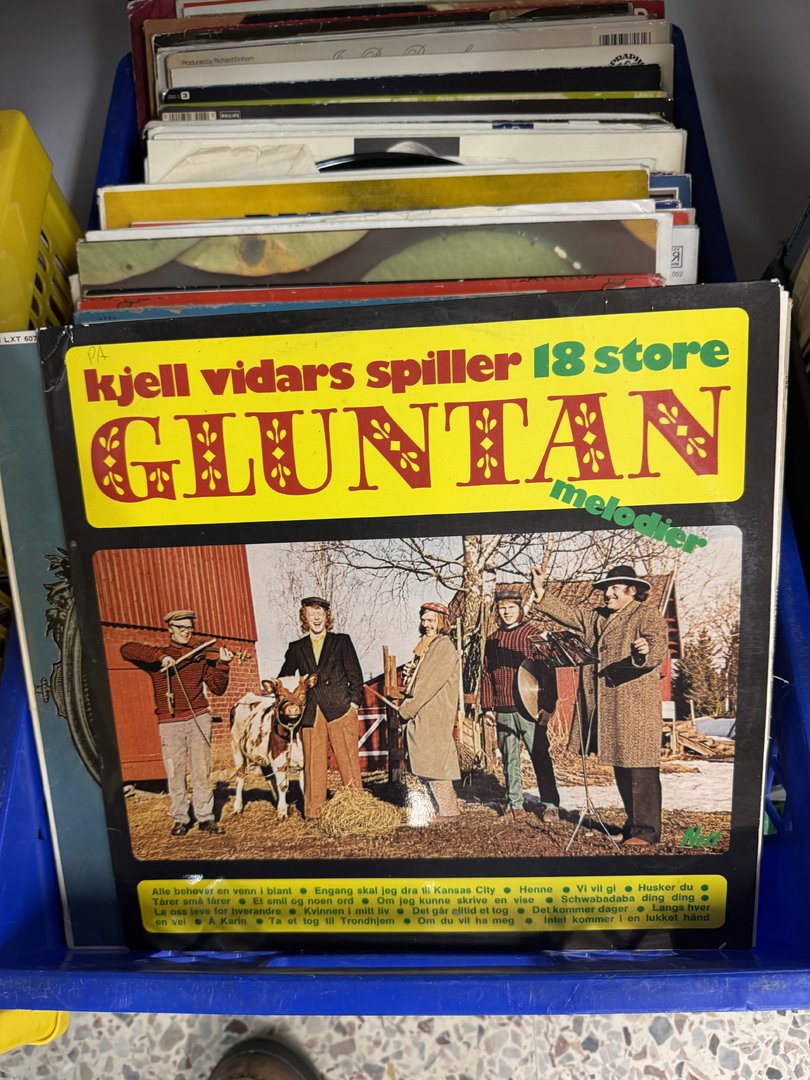 Produced by Richard Einhorn
PHILIPS
002
LXT 607
PA
kjell vidars spiller 18 store
GLUNTAN
melodier
Nett
Alle behøver en venn i blant • Engang skal jeg dra til Kansas City • Henne • Vi vil gi • Husker du •
Tårer små tårer • Et smil og noen ord • Om jeg kunne skrive en vise • Schwabadaba ding ding •
La oss leve for hverandre • Kvinnen i mitt liv • Det går alltid et tog • Det kommer dager • Langs hver
en vei • Å Karin • Ta et tog til Trondhjem • Om du vil ha meg • Intet kommer i en lukket hånd